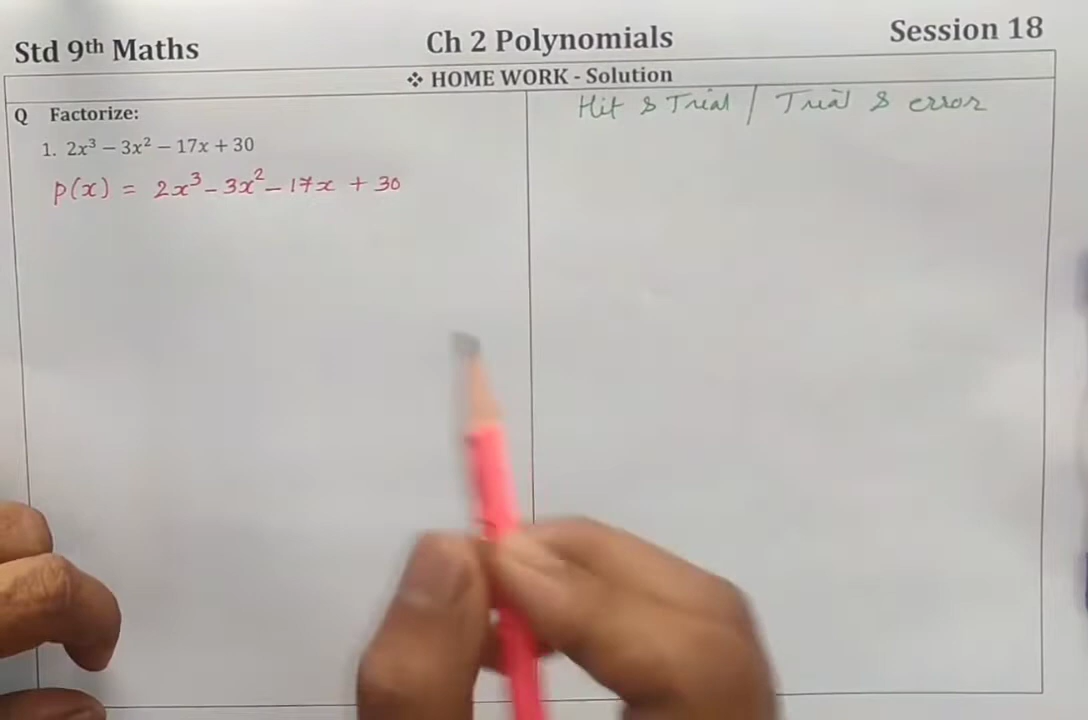 Std 9th Maths Ch 2 Polynomials Session 18
❖ HOME WORK - Solution
Q Factorize:
1. 2x³ – 3x² – 17x + 30
p(x) = 2x³ - 3x² - 17x + 30
Hit & Trial / Trial & error